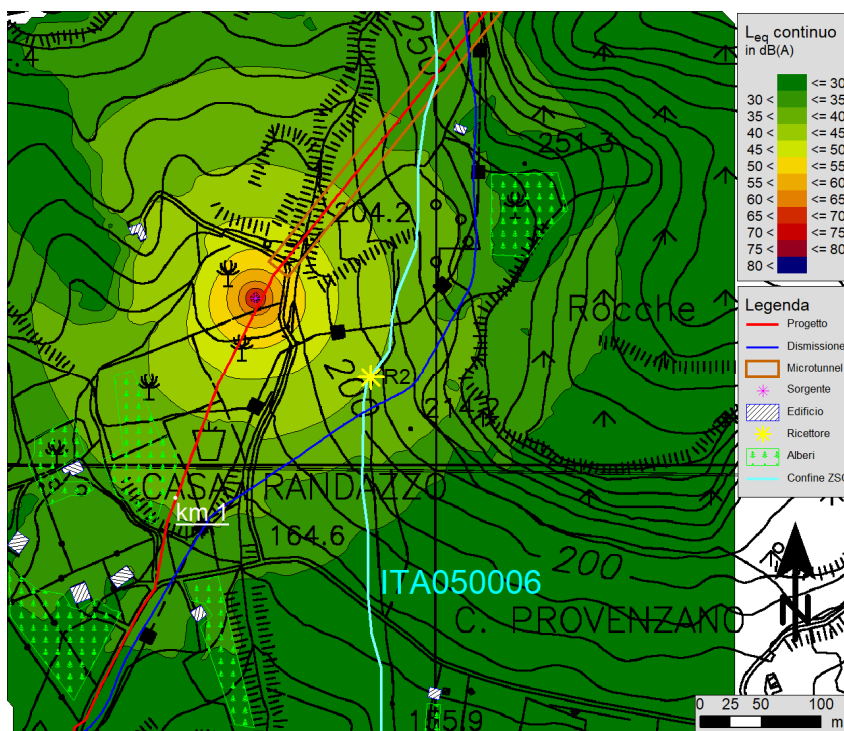 L_eq continuo
in dB(A)
<= 30
30 < <= 35
35 < <= 40
40 < <= 45
45 < <= 50
50 < <= 55
55 < <= 60
60 < <= 65
65 < <= 70
70 < <= 75
75 < <= 80
80 <
Legenda
Progetto
Dismissione
Microtunnel
Sorgente
Edificio
Ricettore
Alberi
Confine ZSC
250
251.3
204.2
Rocche
R2
214.2
CASA RANDAZZO
km 1
164.6
200
ITA050006
C. PROVENZANO
155.9
N
0 25 50 100
m